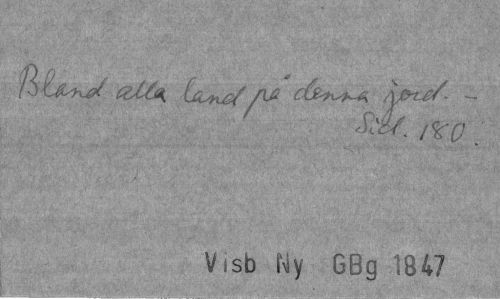 Bland alla land på denna jord. –
Sid. 180.
Visb Ny GBg 1847